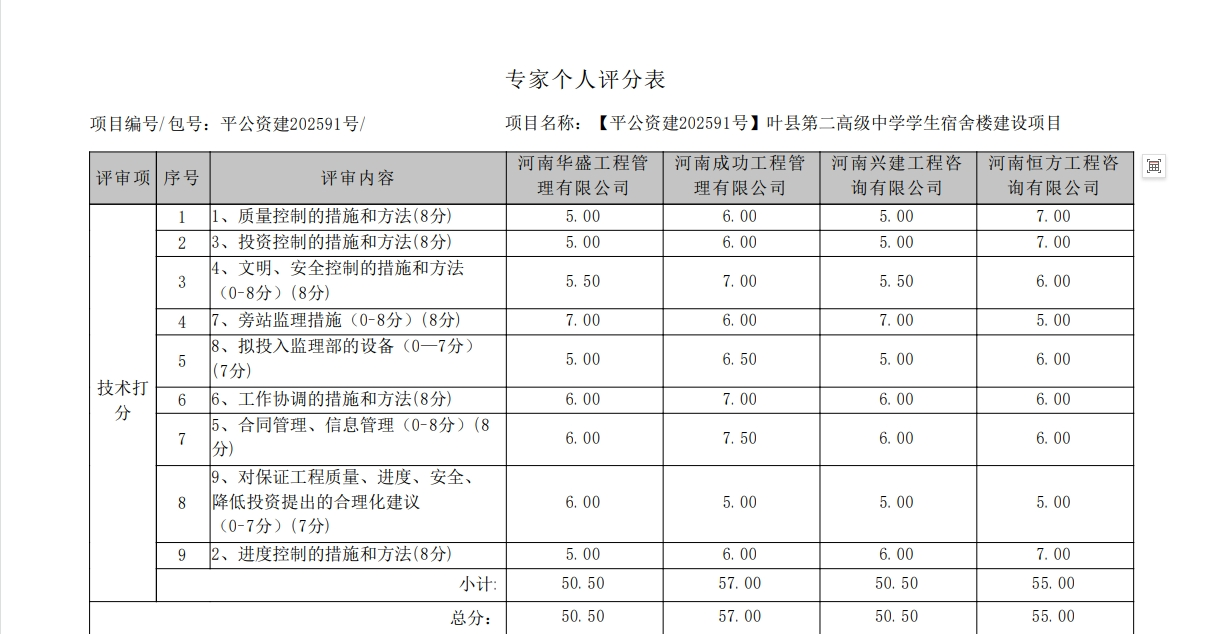 专家个人评分表
项目编号/包号：平公资建202591号/ 项目名称：【平公资建202591号】叶县第二高级中学学生宿舍楼建设项目
评审项 序号 评审内容 河南华盛工程管理有限公司 河南成功工程管理有限公司 河南兴建工程咨询有限公司 河南恒方工程咨询有限公司
技术打分
1 1、质量控制的措施和方法(8分) 5.00 6.00 5.00 7.00
2 3、投资控制的措施和方法(8分) 5.00 6.00 5.00 7.00
3 4、文明、安全控制的措施和方法（0-8分）(8分) 5.50 7.00 5.50 6.00
4 7、旁站监理措施（0-8分）(8分) 7.00 6.00 7.00 5.00
5 8、拟投入监理部的设备（0—7分）(7分) 5.00 6.50 5.00 6.00
6 6、工作协调的措施和方法(8分) 6.00 7.00 6.00 6.00
7 5、合同管理、信息管理（0-8分）(8分) 6.00 7.50 6.00 6.00
8 9、对保证工程质量、进度、安全、降低投资提出的合理化建议（0-7分）(7分) 6.00 5.00 5.00 5.00
9 2、进度控制的措施和方法(8分) 5.00 6.00 6.00 7.00
小计: 50.50 57.00 50.50 55.00
总分: 50.50 57.00 50.50 55.00